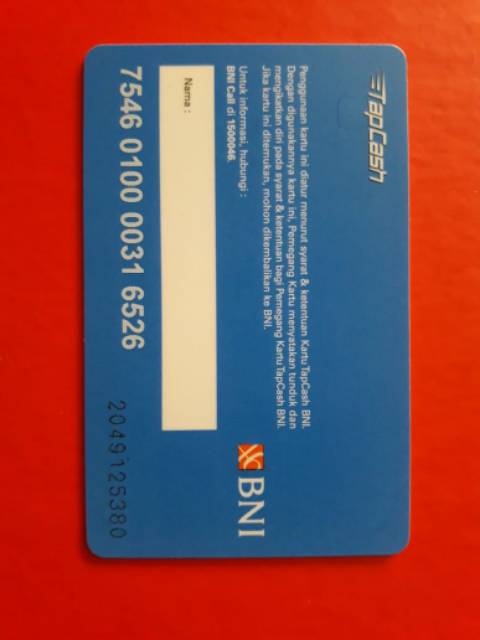 TapCash
Penggunaan kartu ini diatur menurut syarat & ketentuan Kartu TapCash BNI.
Dengan digunakannya kartu ini, Pemegang Kartu menyatakan tunduk dan
mengikatkan diri pada syarat & ketentuan bagi Pemegang Kartu TapCash BNI.
Jika kartu ini ditemukan, mohon dikembalikan ke BNI.
Untuk informasi, hubungi :
BNI Call di 1500046.
BNI
Nama :
7546 0100 0031 6526
2049125380